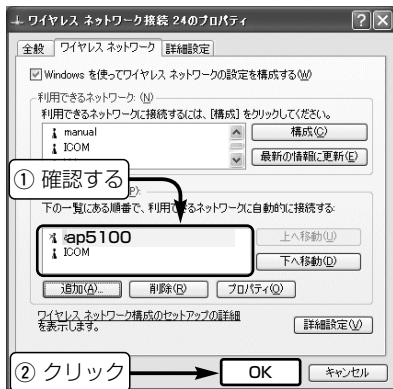 ワイヤレス ネットワーク接続 24のプロパティ
全般 ワイヤレス ネットワーク 詳細設定
Windows を使ってワイヤレス ネットワークの設定を構成する(W)
利用できるネットワーク: (N)
利用できるネットワークに接続するには、[構成] をクリックしてください。
manual
ICOM
構成(C)
最新の情報に更新(E)
① 確認する
(P):
下の一覧にある順番で、利用できるネットワークに自動的に接続する:
ap5100
ICOM
上へ移動(U)
下へ移動(D)
追加(A)... 削除(R) プロパティ(O)
ワイヤレス ネットワーク構成のセットアップの詳細
を表示します。
詳細設定(V)
② クリック
OK キャンセル